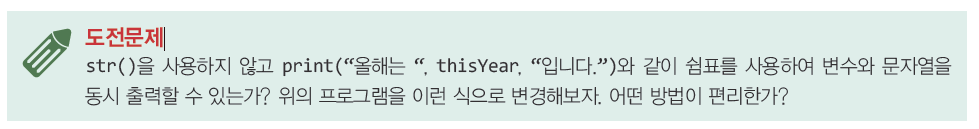 도전문제
str()을 사용하지 않고 print(“올해는 “, thisYear, “입니다.”)와 같이 쉼표를 사용하여 변수와 문자열을
동시 출력할 수 있는가? 위의 프로그램을 이런 식으로 변경해보자. 어떤 방법이 편리한가?